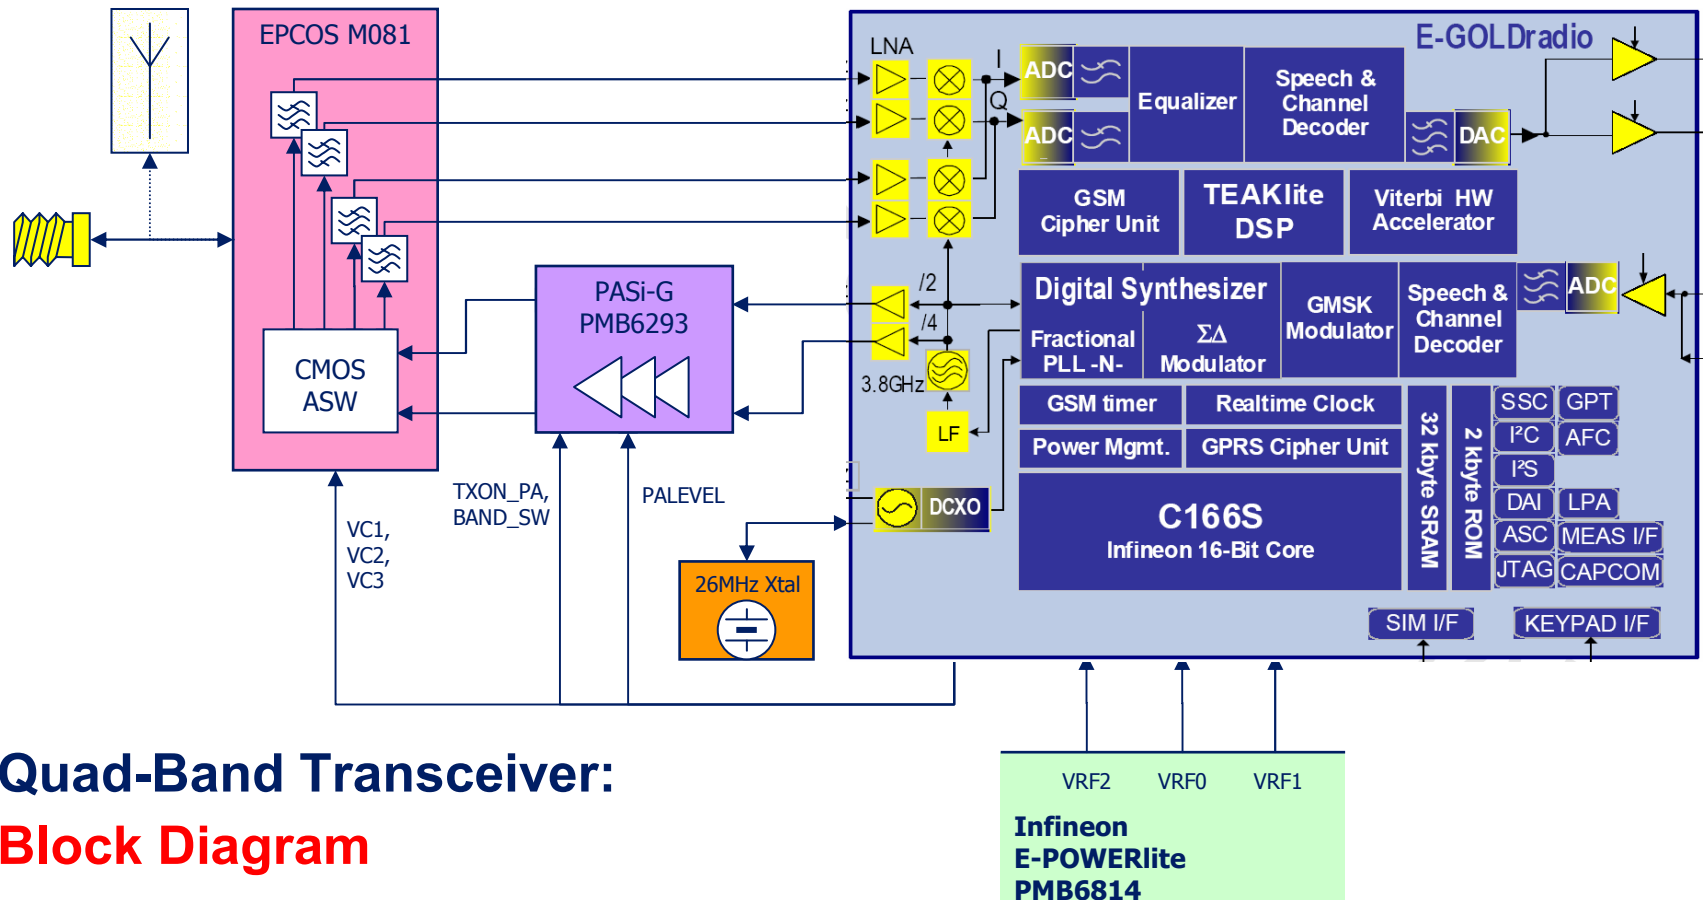 EPCOS M081
E-GOLDradio
LNA
I
Q
ADC
ADC
Equalizer
Speech &
Channel
Decoder
DAC
GSM
Cipher Unit
TEAKlite
DSP
Viterbi HW
Accelerator
CMOS
ASW
PASi-G
PMB6293
/2
/4
3.8GHz
LF
Digital Synthesizer
Fractional
PLL -N-
ΣΔ
Modulator
GMSK
Modulator
Speech &
Channel
Decoder
ADC
GSM timer
Realtime Clock
Power Mgmt.
GPRS Cipher Unit
32 kbyte SRAM
2 kbyte ROM
SSC
GPT
I²C
AFC
I²S
DAI
LPA
ASC
MEAS I/F
JTAG
CAPCOM
C166S
Infineon 16-Bit Core
DCXO
TXON_PA,
BAND_SW
PALEVEL
VC1,
VC2,
VC3
26MHz Xtal
SIM I/F
KEYPAD I/F
Quad-Band Transceiver:
Block Diagram
VRF2
VRF0
VRF1
Infineon
E-POWERlite
PMB6814